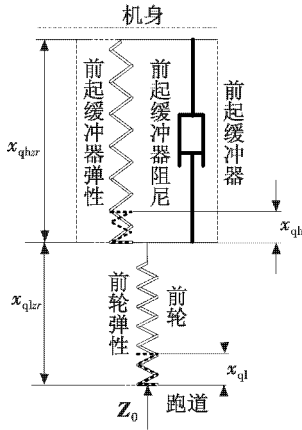 机身
x_qhzr
前起缓冲器弹性
前起缓冲器阻尼
前起缓冲器
x_qh
x_qlzr
前轮弹性
前轮
x_ql
Z_0
跑道